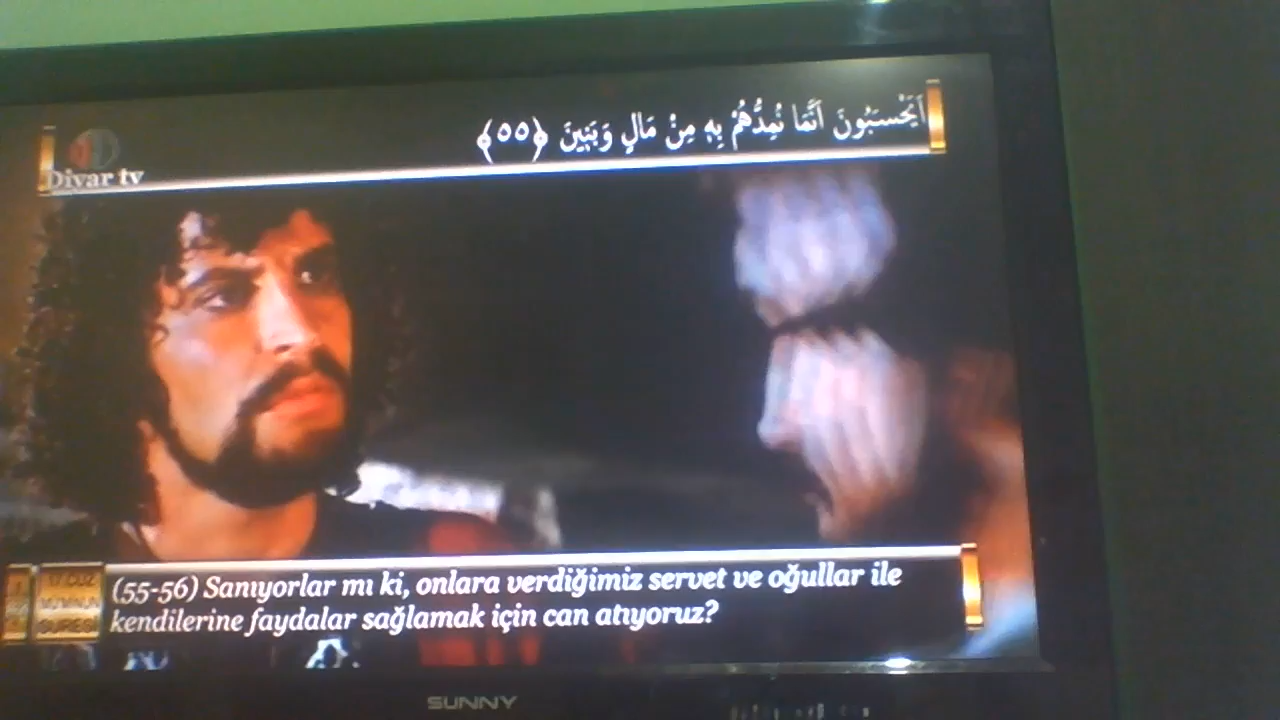 أَيَحْسَبُونَ أَنَّمَا نُمِدُّهُمْ بِهِ مِنْ مَالٍ وَبَنِينَ ﴿٥٥﴾
Divar tv
(55-56) Sanıyorlar mı ki, onlara verdiğimiz servet ve oğullar ile
kendilerine faydalar sağlamak için can atıyoruz?
SURESİ
SUNNY